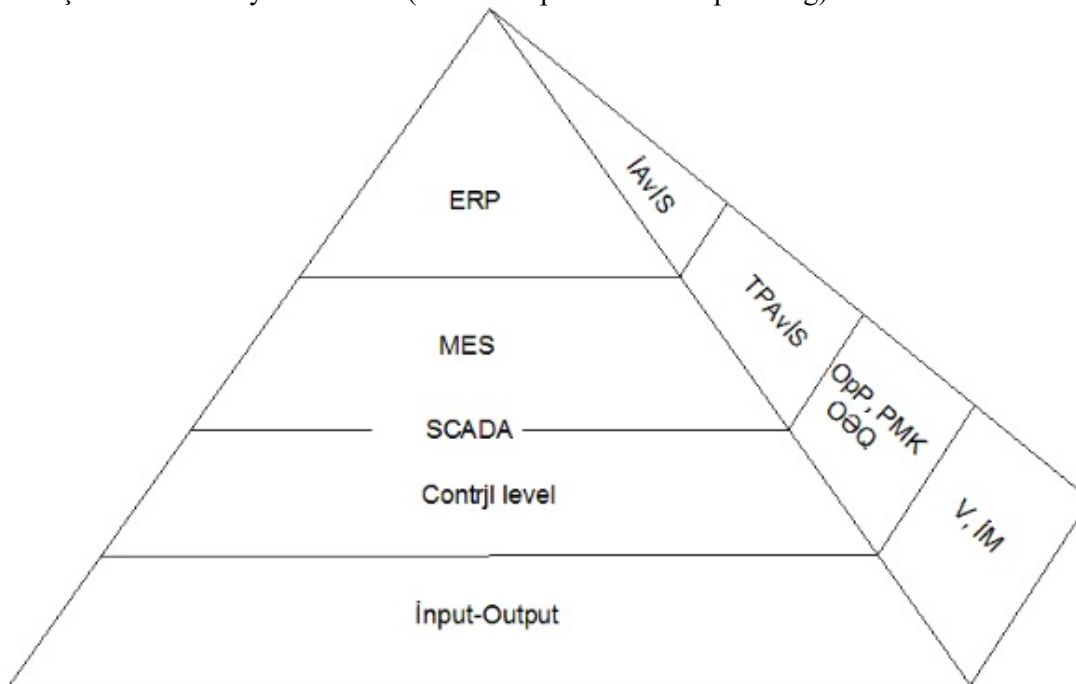 ERP
İAvİS
MES
TPAvİS
SCADA
OpP, PMK
OƏQ
Contrjl level
V, İM
İnput-Output